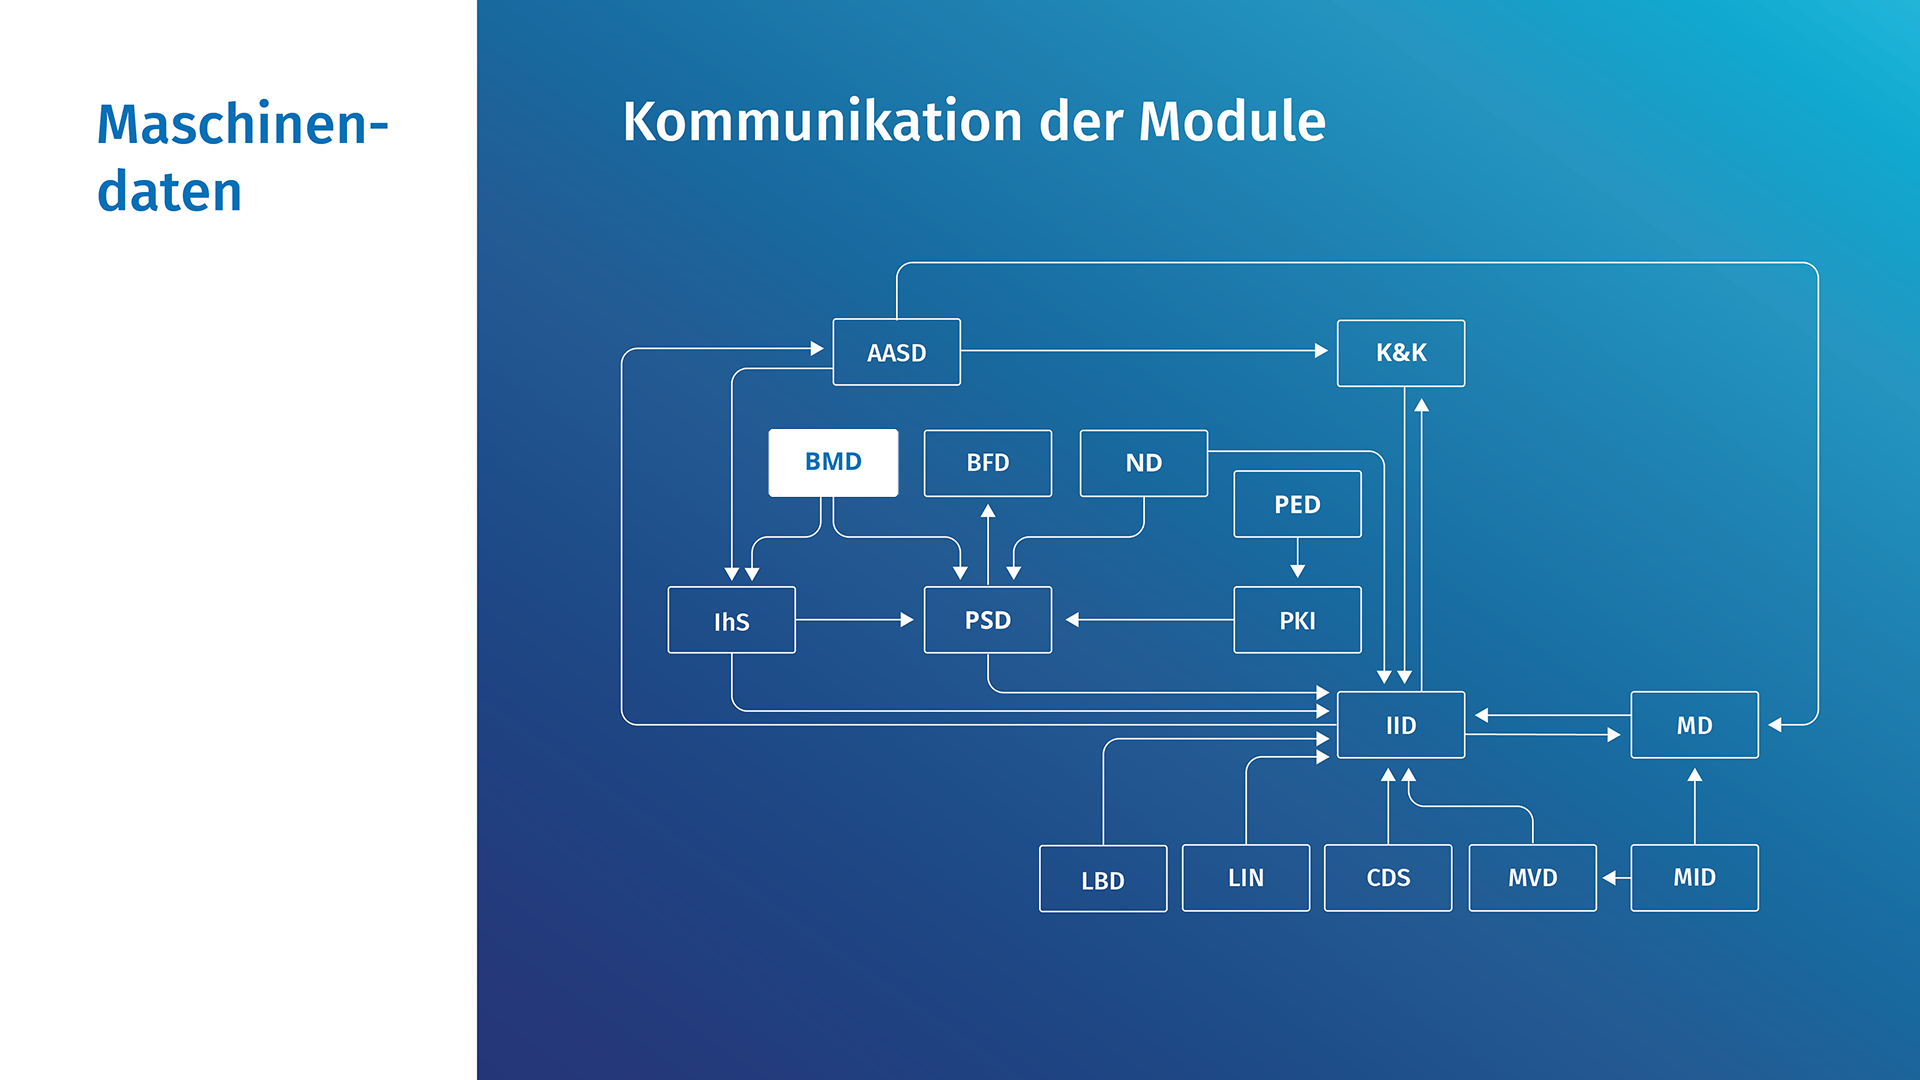 Maschinen-
daten
Kommunikation der Module
AASD
K&K
BMD
BFD
ND
PED
IhS
PSD
PKI
IID
MD
LBD
LIN
CDS
MVD
MID